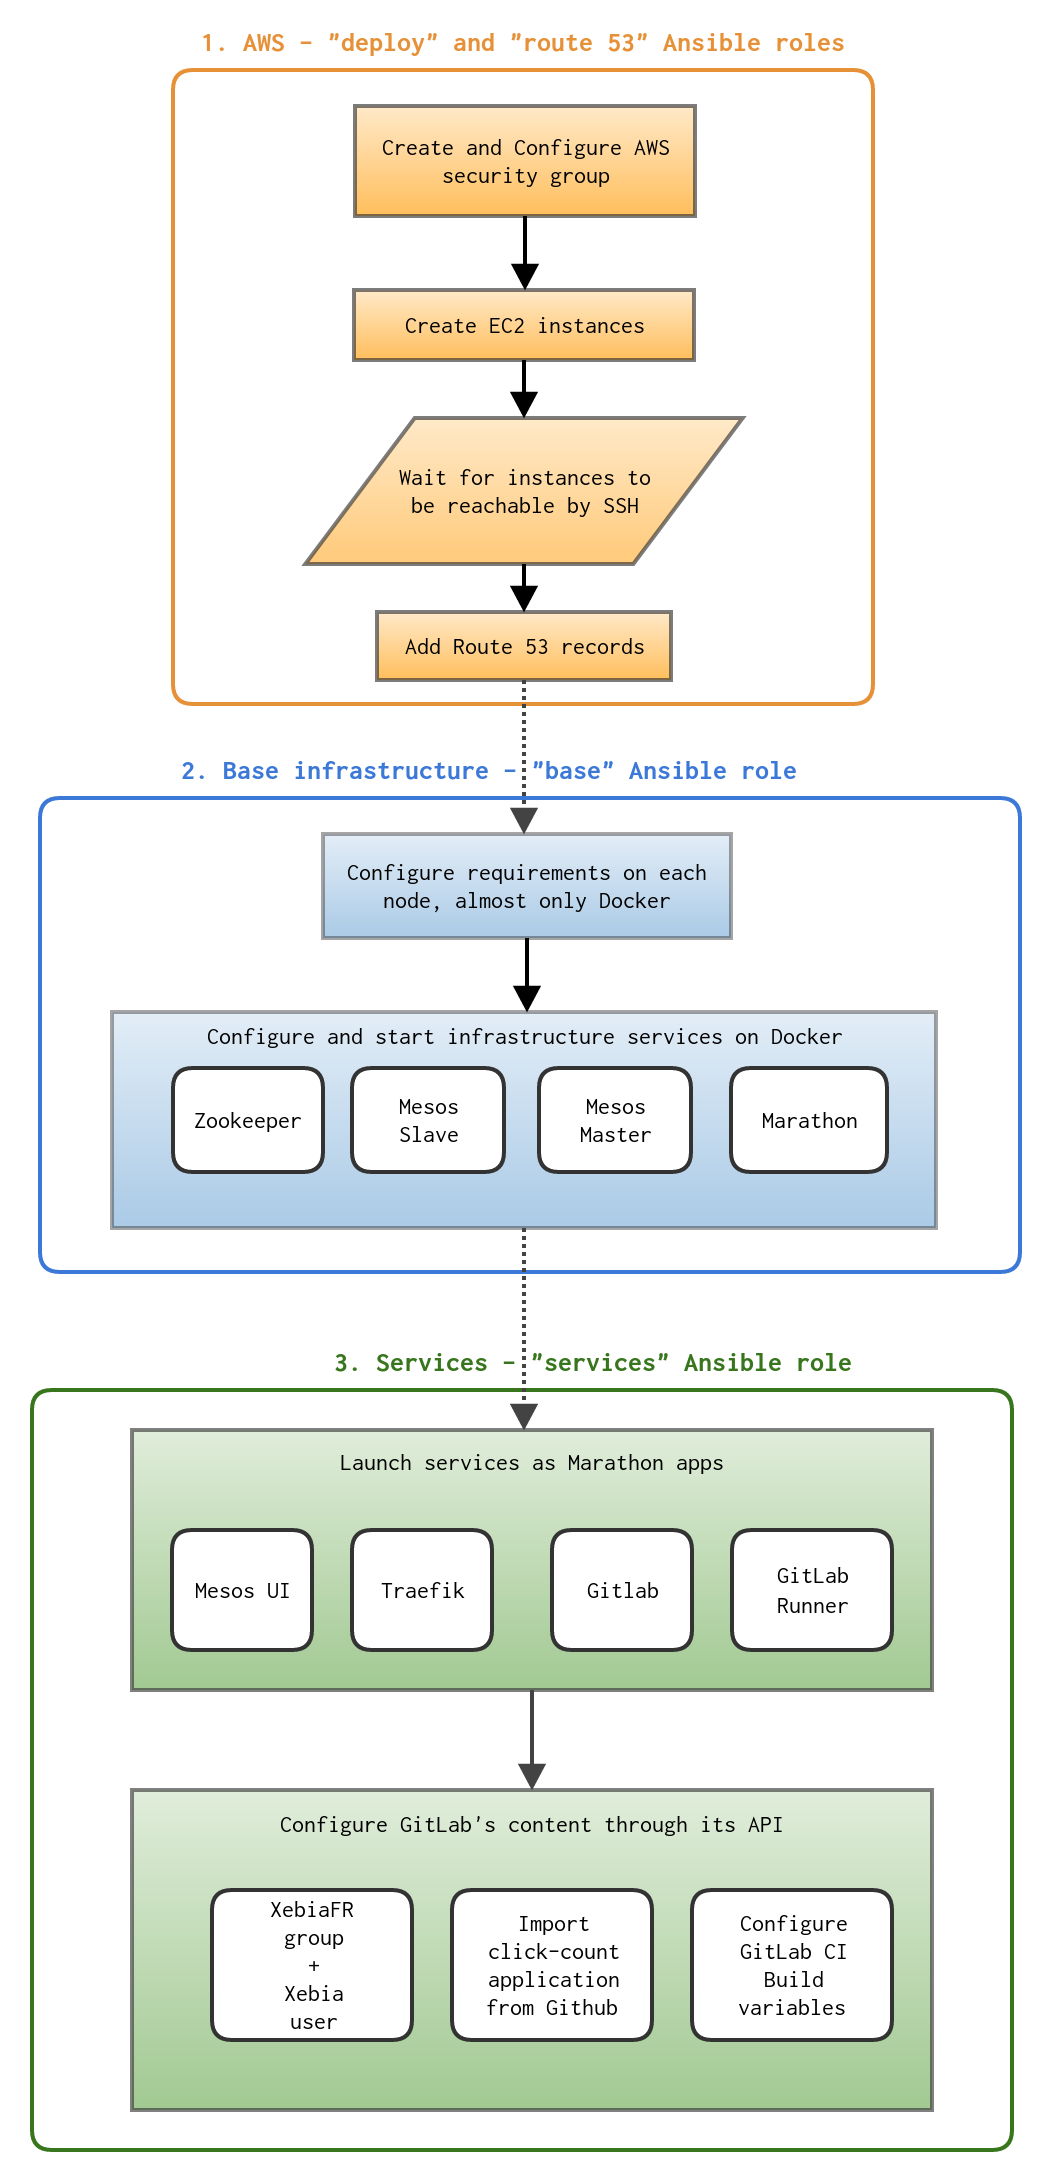 1. AWS - "deploy" and "route 53" Ansible roles
Create and Configure AWS
security group
Create EC2 instances
Wait for instances to
be reachable by SSH
Add Route 53 records
2. Base infrastructure - "base" Ansible role
Configure requirements on each
node, almost only Docker
Configure and start infrastructure services on Docker
Zookeeper
Mesos
Slave
Mesos
Master
Marathon
3. Services - "services" Ansible role
Launch services as Marathon apps
Mesos UI
Traefik
Gitlab
GitLab
Runner
Configure GitLab's content through its API
XebiaFR
group
+
Xebia
user
Import
click-count
application
from Github
Configure
GitLab CI
Build
variables